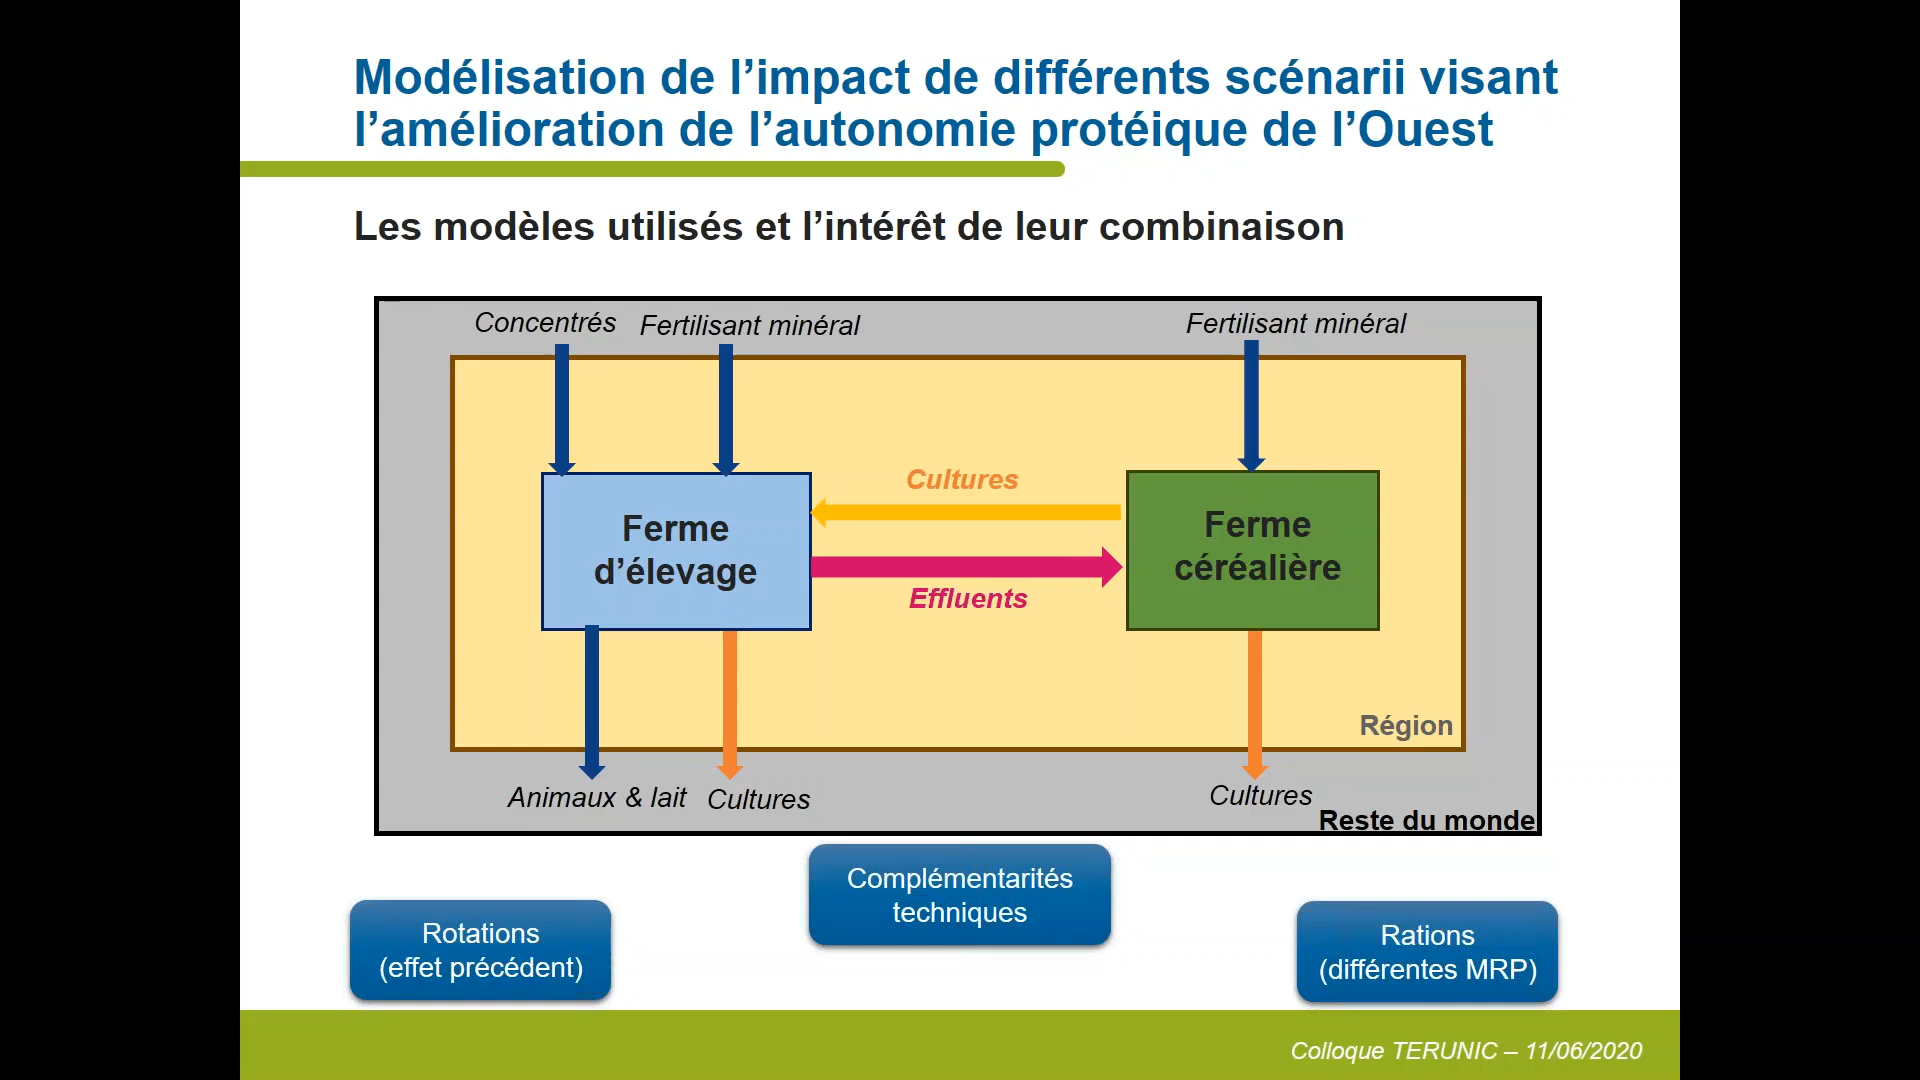 Modélisation de l’impact de différents scénarii visant
l’amélioration de l’autonomie protéique de l’Ouest
Les modèles utilisés et l’intérêt de leur combinaison
Concentrés
Fertilisant minéral
Fertilisant minéral
Cultures
Ferme
d’élevage
Ferme
céréalière
Effluents
Région
Animaux & lait
Cultures
Cultures
Reste du monde
Complémentarités
techniques
Rotations
(effet précédent)
Rations
(différentes MRP)
Colloque TERUNIC – 11/06/2020